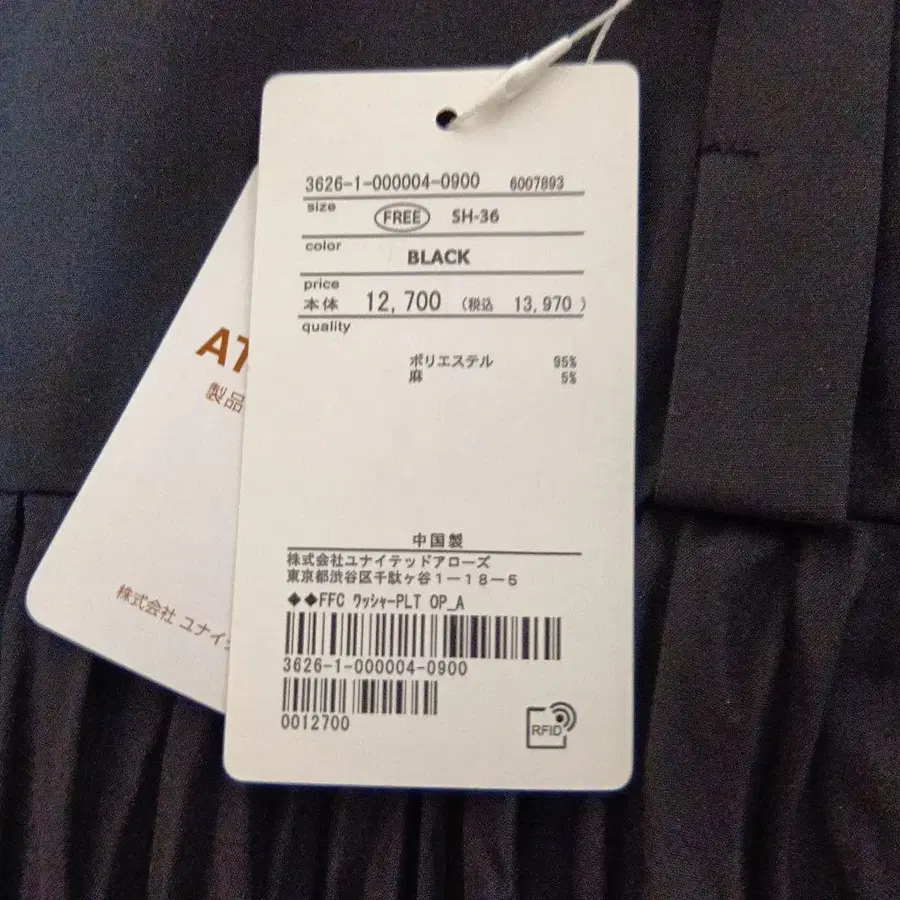 3626-1-000004-0900 6007893
size FREE SH-36
color
BLACK
price
本体 12,700 (税込 13,970 )
quality
ポリエステル 95%
麻 5%
中国製
株式会社ユナイテッドアローズ
東京都渋谷区千駄ヶ谷1-18-5
◆◆FFC ワッシャーPLT OP_A
3626-1-000004-0900
0012700
RFID
AT
製品
株式会社 ユナイ